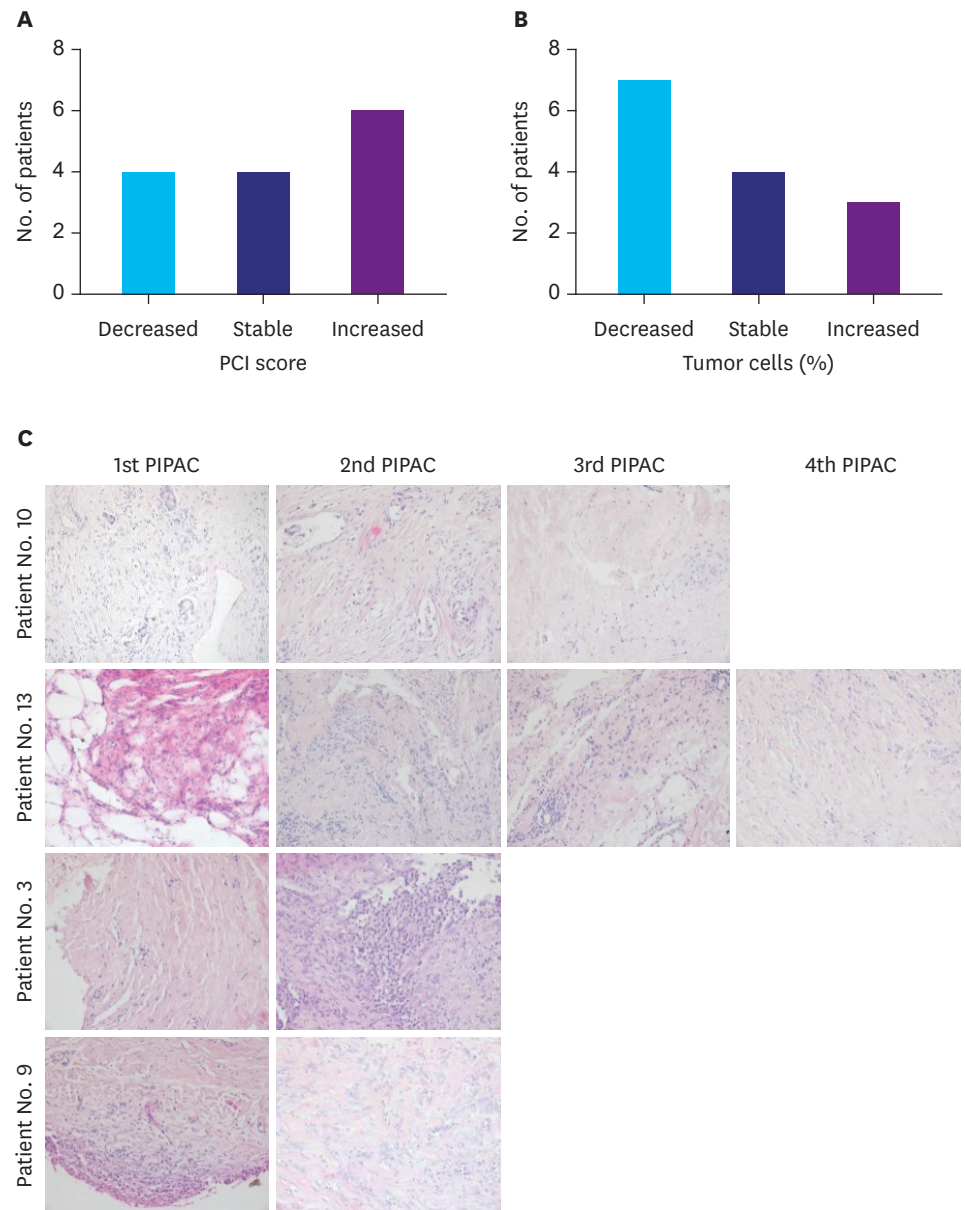 A
8
6
4
2
0
No. of patients
Decreased Stable Increased
PCI score
B
8
6
4
2
0
No. of patients
Decreased Stable Increased
Tumor cells (%)
C
1st PIPAC 2nd PIPAC 3rd PIPAC 4th PIPAC
Patient No. 10
Patient No. 13
Patient No. 3
Patient No. 9